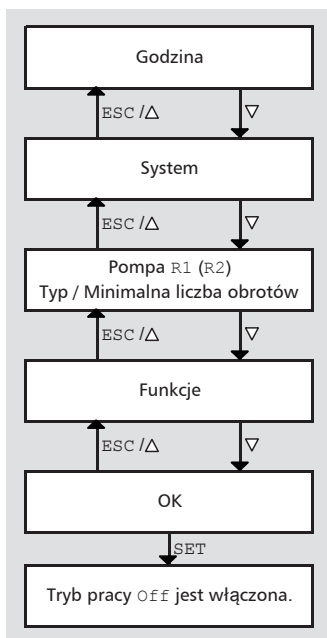 Godzina
ESC /△ ▽
System
ESC /△ ▽
Pompa R1 (R2)
Typ / Minimalna liczba obrotów
ESC /△ ▽
Funkcje
ESC /△ ▽
OK
SET
Tryb pracy Off jest włączona.